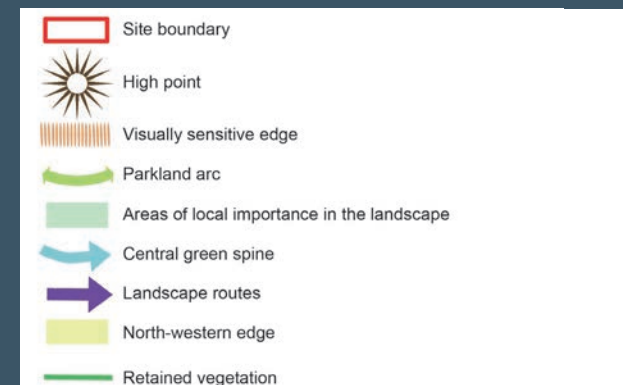 Site boundary
High point
Visually sensitive edge
Parkland arc
Areas of local importance in the landscape
Central green spine
Landscape routes
North-western edge
Retained vegetation